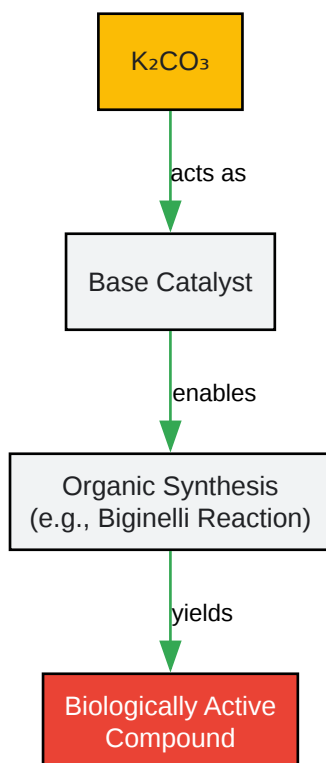 K₂CO₃
acts as
Base Catalyst
enables
Organic Synthesis
(e.g., Biginelli Reaction)
yields
Biologically Active
Compound